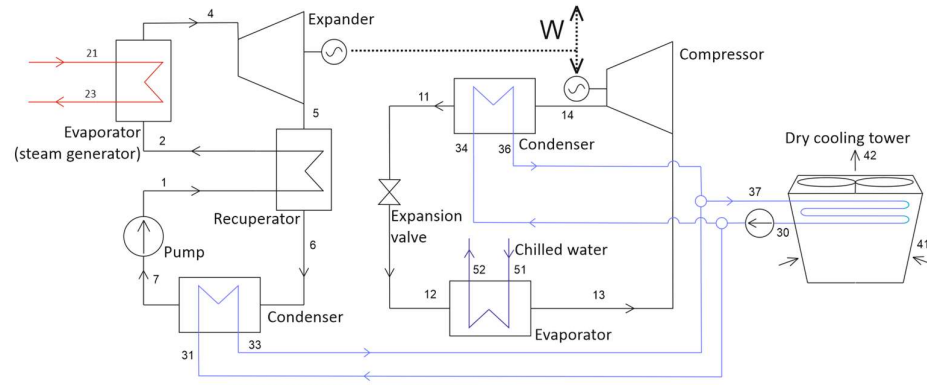 4
Expander
W
21
23
Evaporator
(steam generator)
2
5
1
Recuperator
Pump
6
7
Condenser
31
33
Compressor
11
14
34
36
Condenser
Expansion
valve
Chilled water
52
51
12
13
Evaporator
Dry cooling tower
42
37
30
41